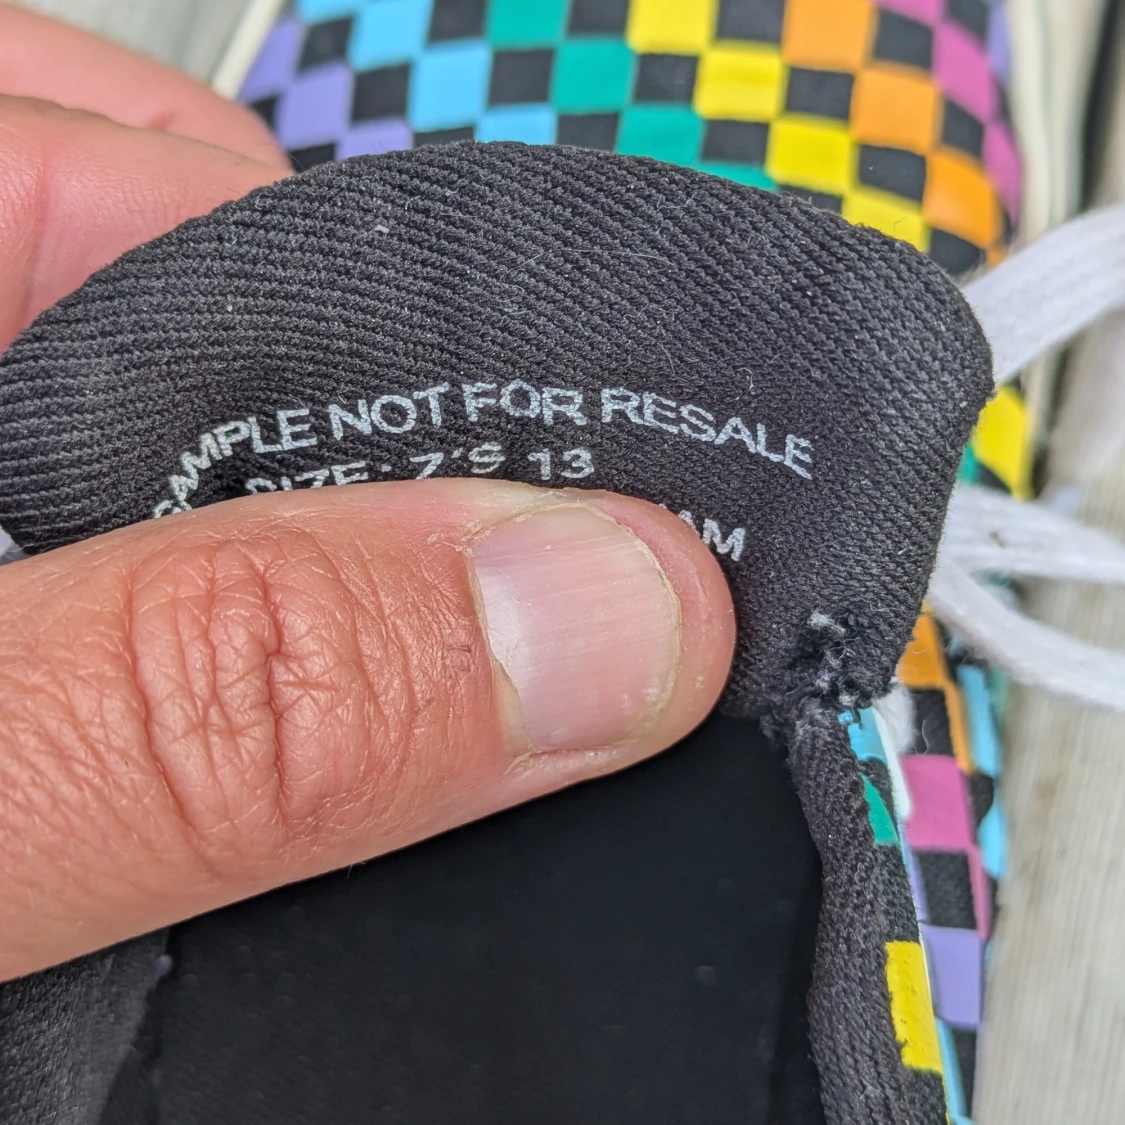 SAMPLE NOT FOR RESALE
SIZE: 7'S 13